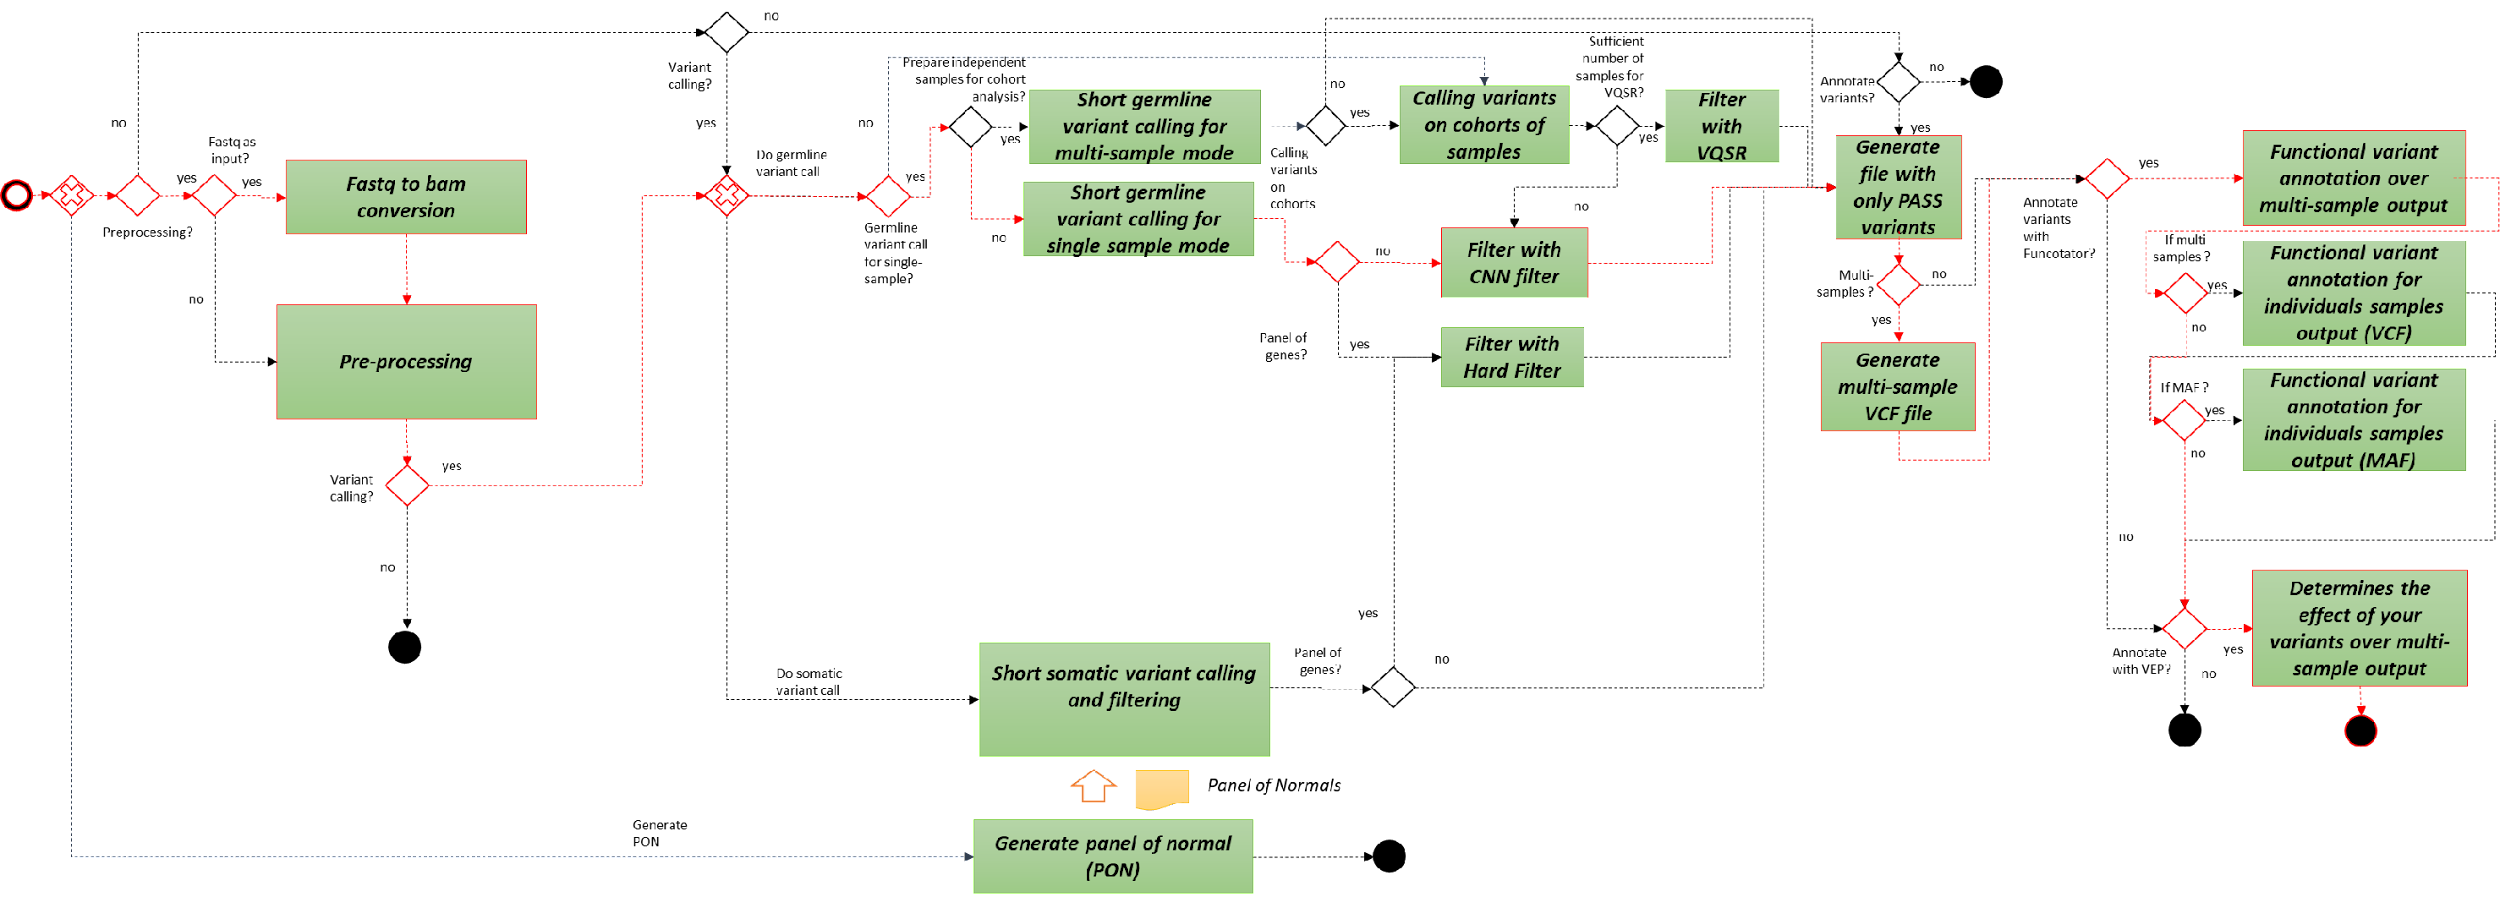 no
Variant
calling?
yes
no
Fastq as
input?
yes
yes
Preprocessing?
no
Fastq to bam
conversion
Pre-processing
Variant
calling?
yes
no
Do germline
variant call
no
yes
Germline
variant call
for single-
sample?
Prepare independent
samples for cohort
analysis?
yes
no
Short germline
variant calling for
multi-sample mode
Short germline
variant calling for
single sample mode
no
yes
Calling
variants
on
cohorts
Calling variants
on cohorts of
samples
Sufficient
number of
samples for
VQSR?
yes
no
Filter
with
VQSR
no
Panel of
genes?
yes
Filter with
CNN filter
Filter with
Hard Filter
Annotate
variants?
no
yes
Generate
file with
only PASS
variants
Multi-
samples ?
no
yes
Generate
multi-sample
VCF file
Annotate
variants
with
Funcotator?
yes
no
Functional variant
annotation over
multi-sample output
If multi
samples ?
yes
no
Functional variant
annotation for
individuals samples
output (VCF)
If MAF ?
yes
no
Functional variant
annotation for
individuals samples
output (MAF)
Annotate
with VEP?
yes
no
Determines the
effect of your
variants over multi-
sample output
Do somatic
variant call
Short somatic variant calling
and filtering
Panel of
genes?
yes
no
Panel of Normals
Generate
PON
Generate panel of normal
(PON)